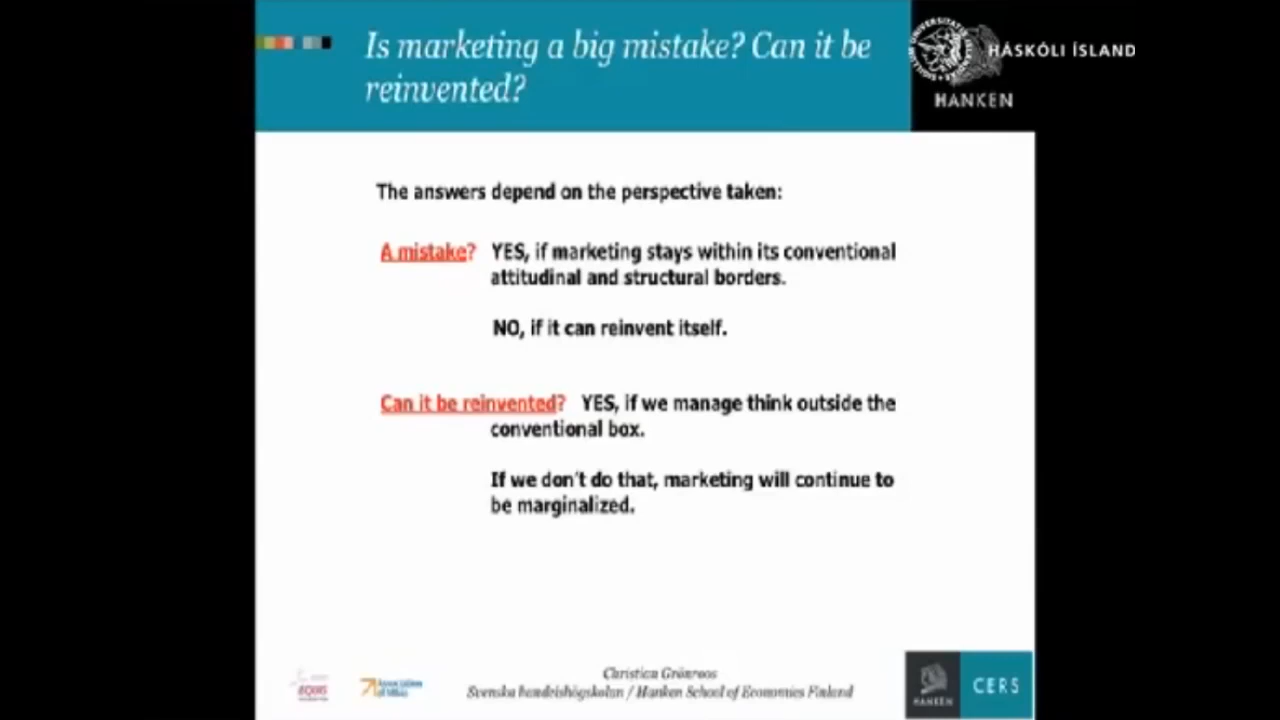 Is marketing a big mistake? Can it be
reinvented?
HÁSKÓLI ÍSLAND
HANKEN
The answers depend on the perspective taken:
A mistake? YES, if marketing stays within its conventional
attitudinal and structural borders.
NO, if it can reinvent itself.
Can it be reinvented? YES, if we manage think outside the
conventional box.
If we don't do that, marketing will continue to
be marginalized.
Christian Grönroos
Svenska handelshögskolan / Hanken School of Economics Finland
EQUIS
HANKEN
CERS